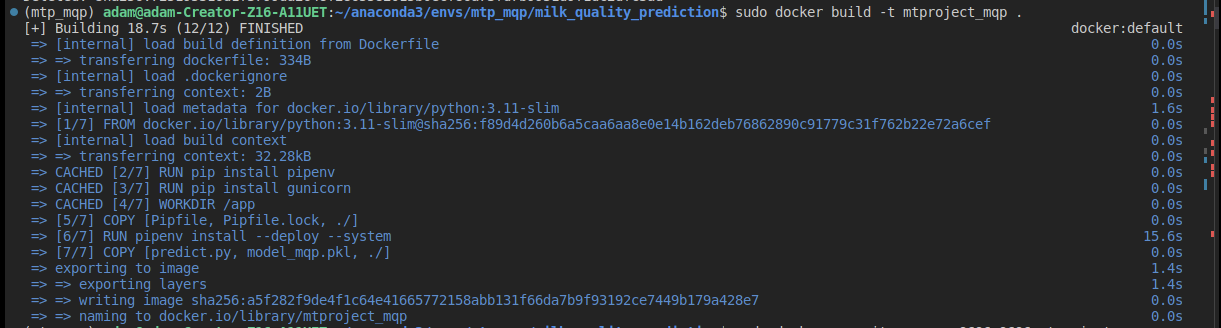 (mtp_mqp) adam@adam-Creator-Z16-A11UET:~/anaconda3/envs/mtp_mqp/milk_quality_prediction$ sudo docker build -t mtproject_mqp .
[+] Building 18.7s (12/12) FINISHED docker:default
=> [internal] load build definition from Dockerfile 0.0s
=> => transferring dockerfile: 334B 0.0s
=> [internal] load .dockerignore 0.0s
=> => transferring context: 2B 0.0s
=> [internal] load metadata for docker.io/library/python:3.11-slim 1.6s
=> [1/7] FROM docker.io/library/python:3.11-slim@sha256:f89d4d260b6a5caa6aa8e0e14b162deb76862890c91779c31f762b22e72a6cef 0.0s
=> [internal] load build context 0.0s
=> => transferring context: 32.28kB 0.0s
=> CACHED [2/7] RUN pip install pipenv 0.0s
=> CACHED [3/7] RUN pip install gunicorn 0.0s
=> CACHED [4/7] WORKDIR /app 0.0s
=> [5/7] COPY [Pipfile, Pipfile.lock, ./] 0.0s
=> [6/7] RUN pipenv install --deploy --system 15.6s
=> [7/7] COPY [predict.py, model_mqp.pkl, ./] 0.0s
=> exporting to image 1.4s
=> => exporting layers 1.4s
=> => writing image sha256:a5f282f9de4f1c64e41665772158abb131f66da7b9f93192ce7449b179a428e7 0.0s
=> => naming to docker.io/library/mtproject_mqp 0.0s